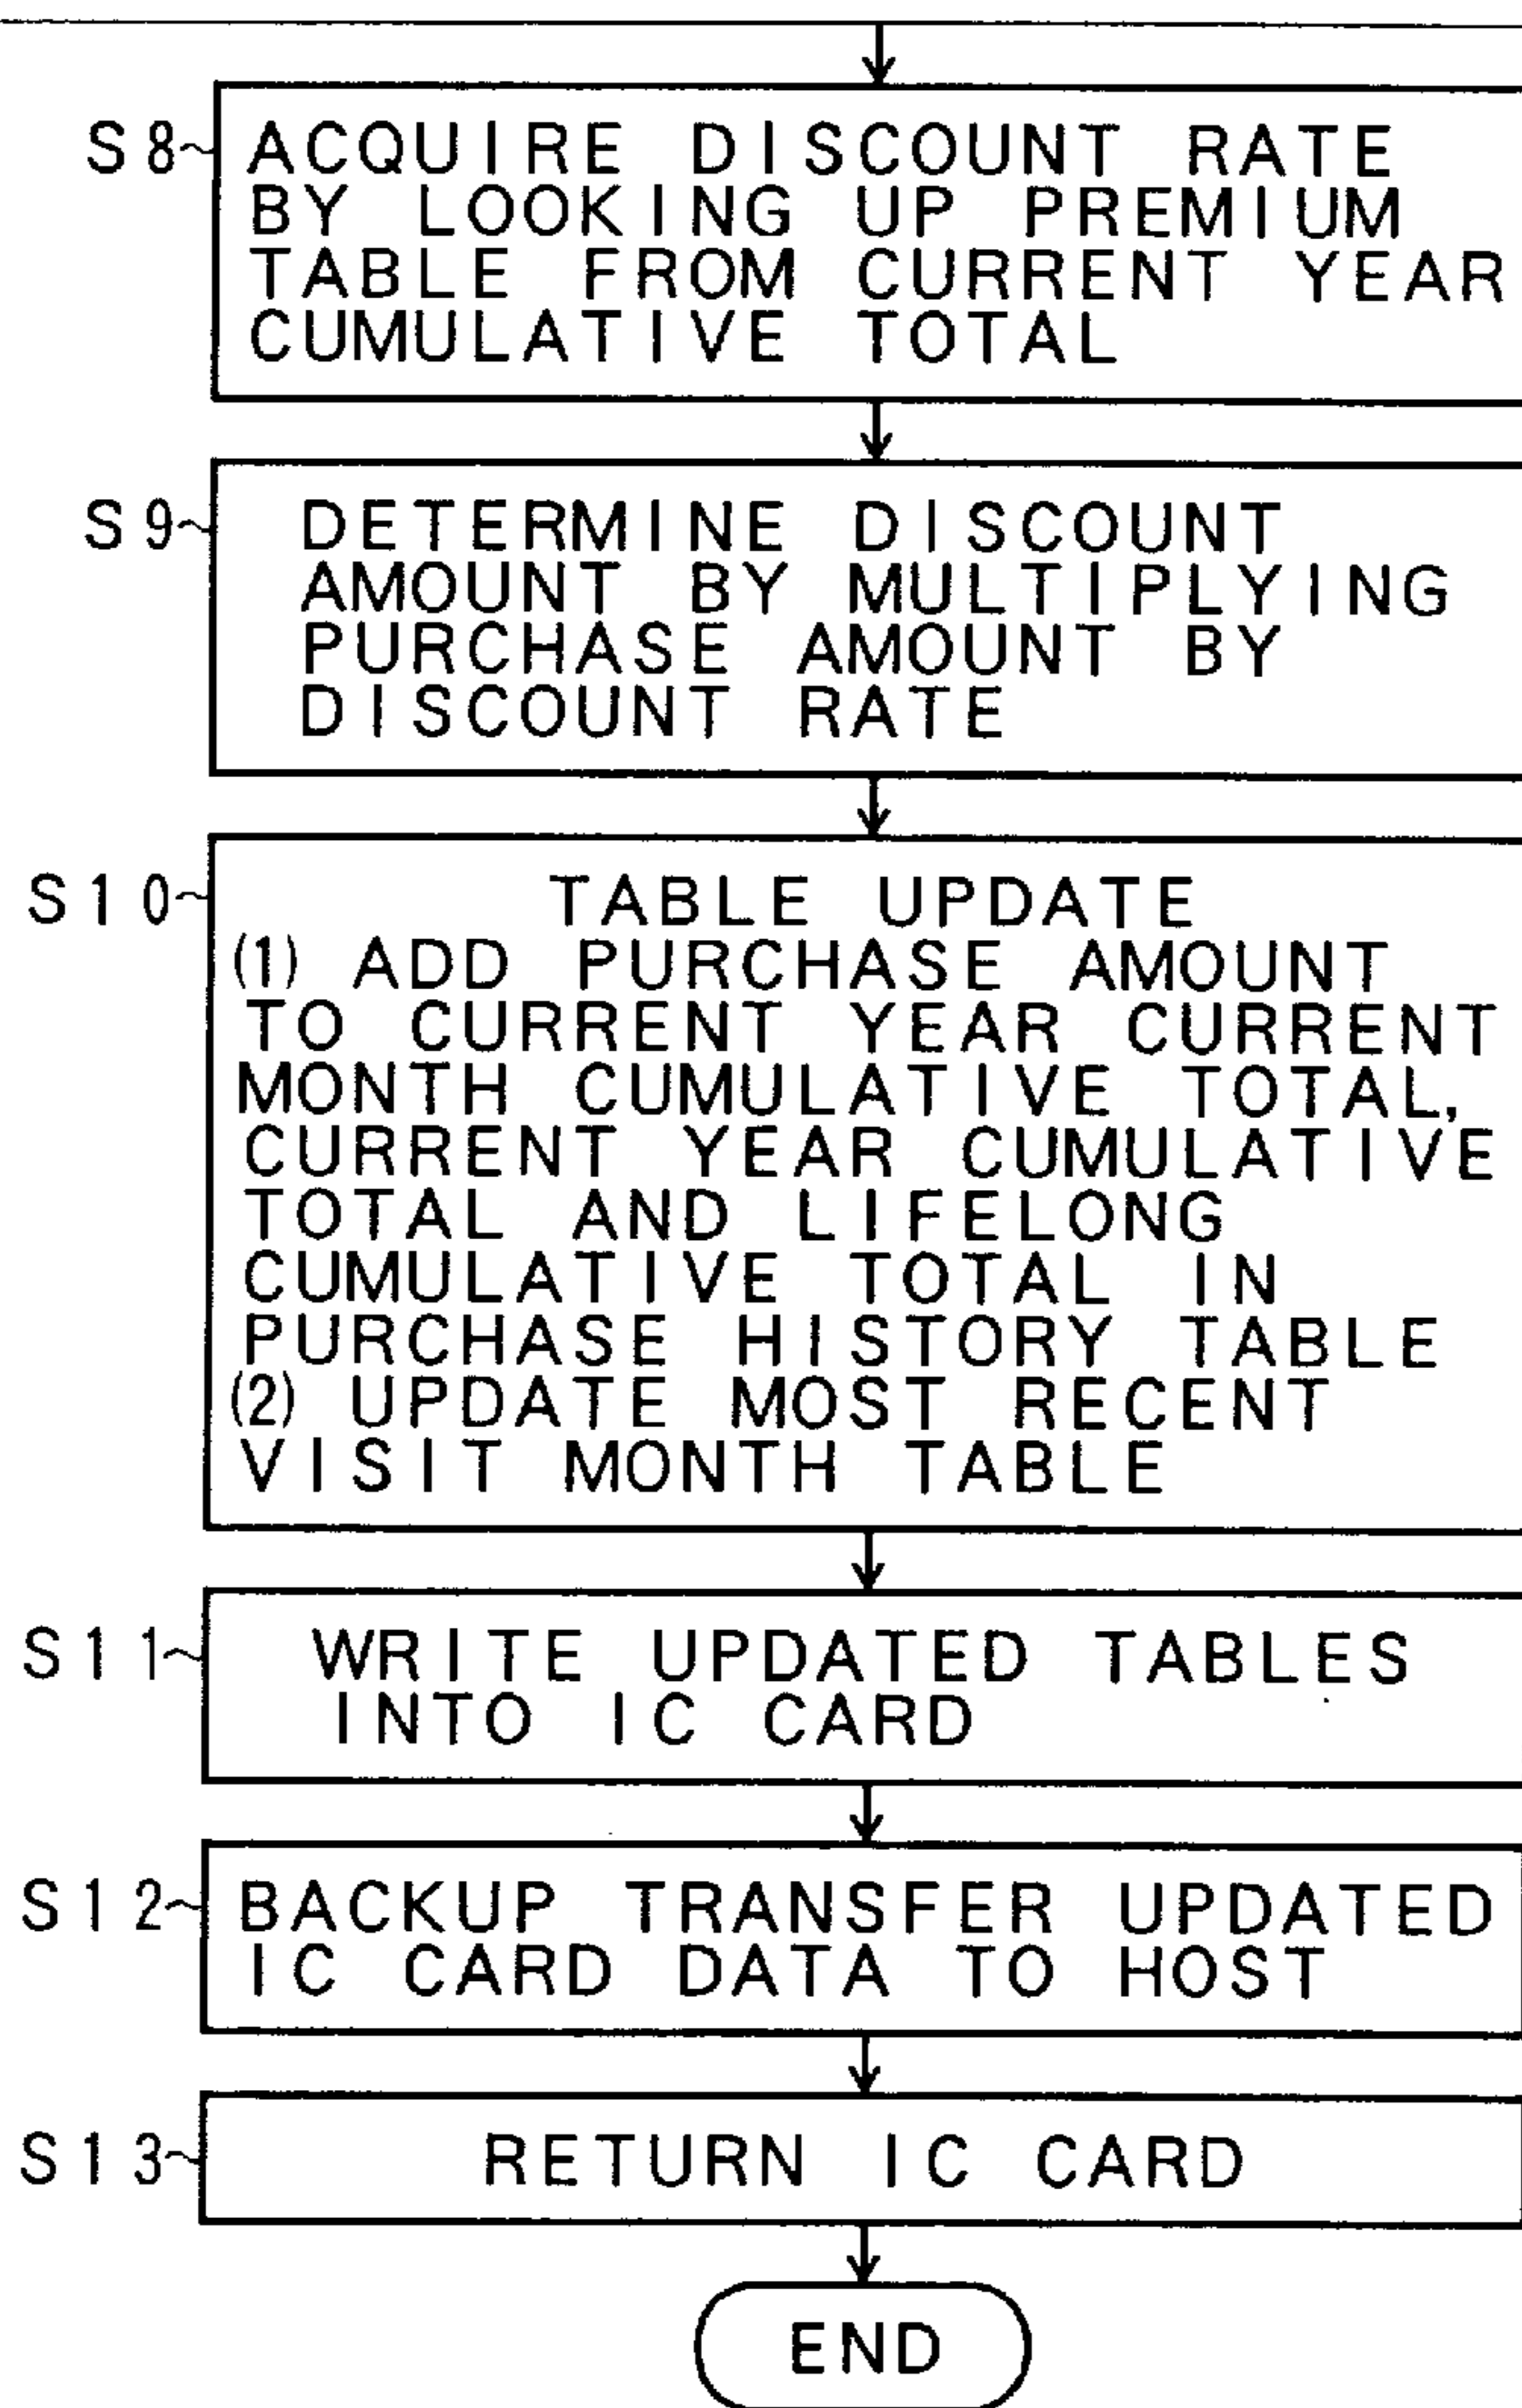 S8 ACQUIRE DISCOUNT RATE
BY LOOKING UP PREMIUM
TABLE FROM CURRENT YEAR
CUMULATIVE TOTAL
S9 DETERMINE DISCOUNT
AMOUNT BY MULTIPLYING
PURCHASE AMOUNT BY
DISCOUNT RATE
S10 TABLE UPDATE
(1) ADD PURCHASE AMOUNT
TO CURRENT YEAR CURRENT
MONTH CUMULATIVE TOTAL,
CURRENT YEAR CUMULATIVE
TOTAL AND LIFELONG
CUMULATIVE TOTAL IN
PURCHASE HISTORY TABLE
(2) UPDATE MOST RECENT
VISIT MONTH TABLE
S11 WRITE UPDATED TABLES
INTO IC CARD
S12 BACKUP TRANSFER UPDATED
IC CARD DATA TO HOST
S13 RETURN IC CARD
END